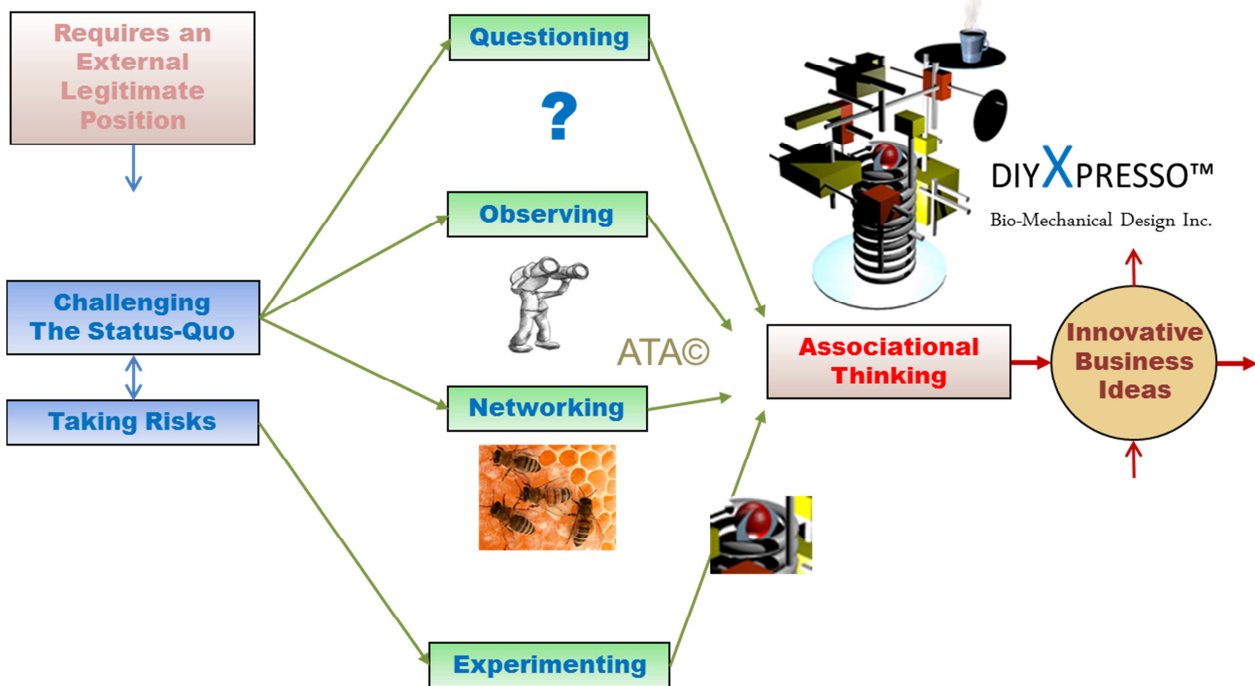 Requires an
External
Legitimate
Position
Challenging
The Status-Quo
Taking Risks
Questioning
?
Observing
ATA©
Networking
Experimenting
Associational
Thinking
DIYXPRESSO™
Bio-Mechanical Design Inc.
Innovative
Business
Ideas